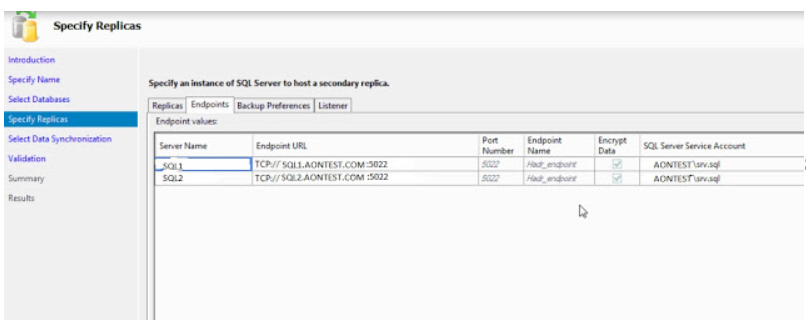 Specify Replicas
Introduction
Specify Name
Select Databases
Specify Replicas
Select Data Synchronization
Validation
Summary
Results
Specify an instance of SQL Server to host a secondary replica.
Replicas Endpoints Backup Preferences Listener
Endpoint values:
Server Name Endpoint URL Port Number Endpoint Name Encrypt Data SQL Server Service Account
SQL1 TCP:// SQL1.AONTEST.COM :5022 5022 Hadr_endpoint AONTEST\srv.sql
SQL2 TCP:// SQL2.AONTEST.COM :5022 5022 Hadr_endpoint AONTEST\srv.sql